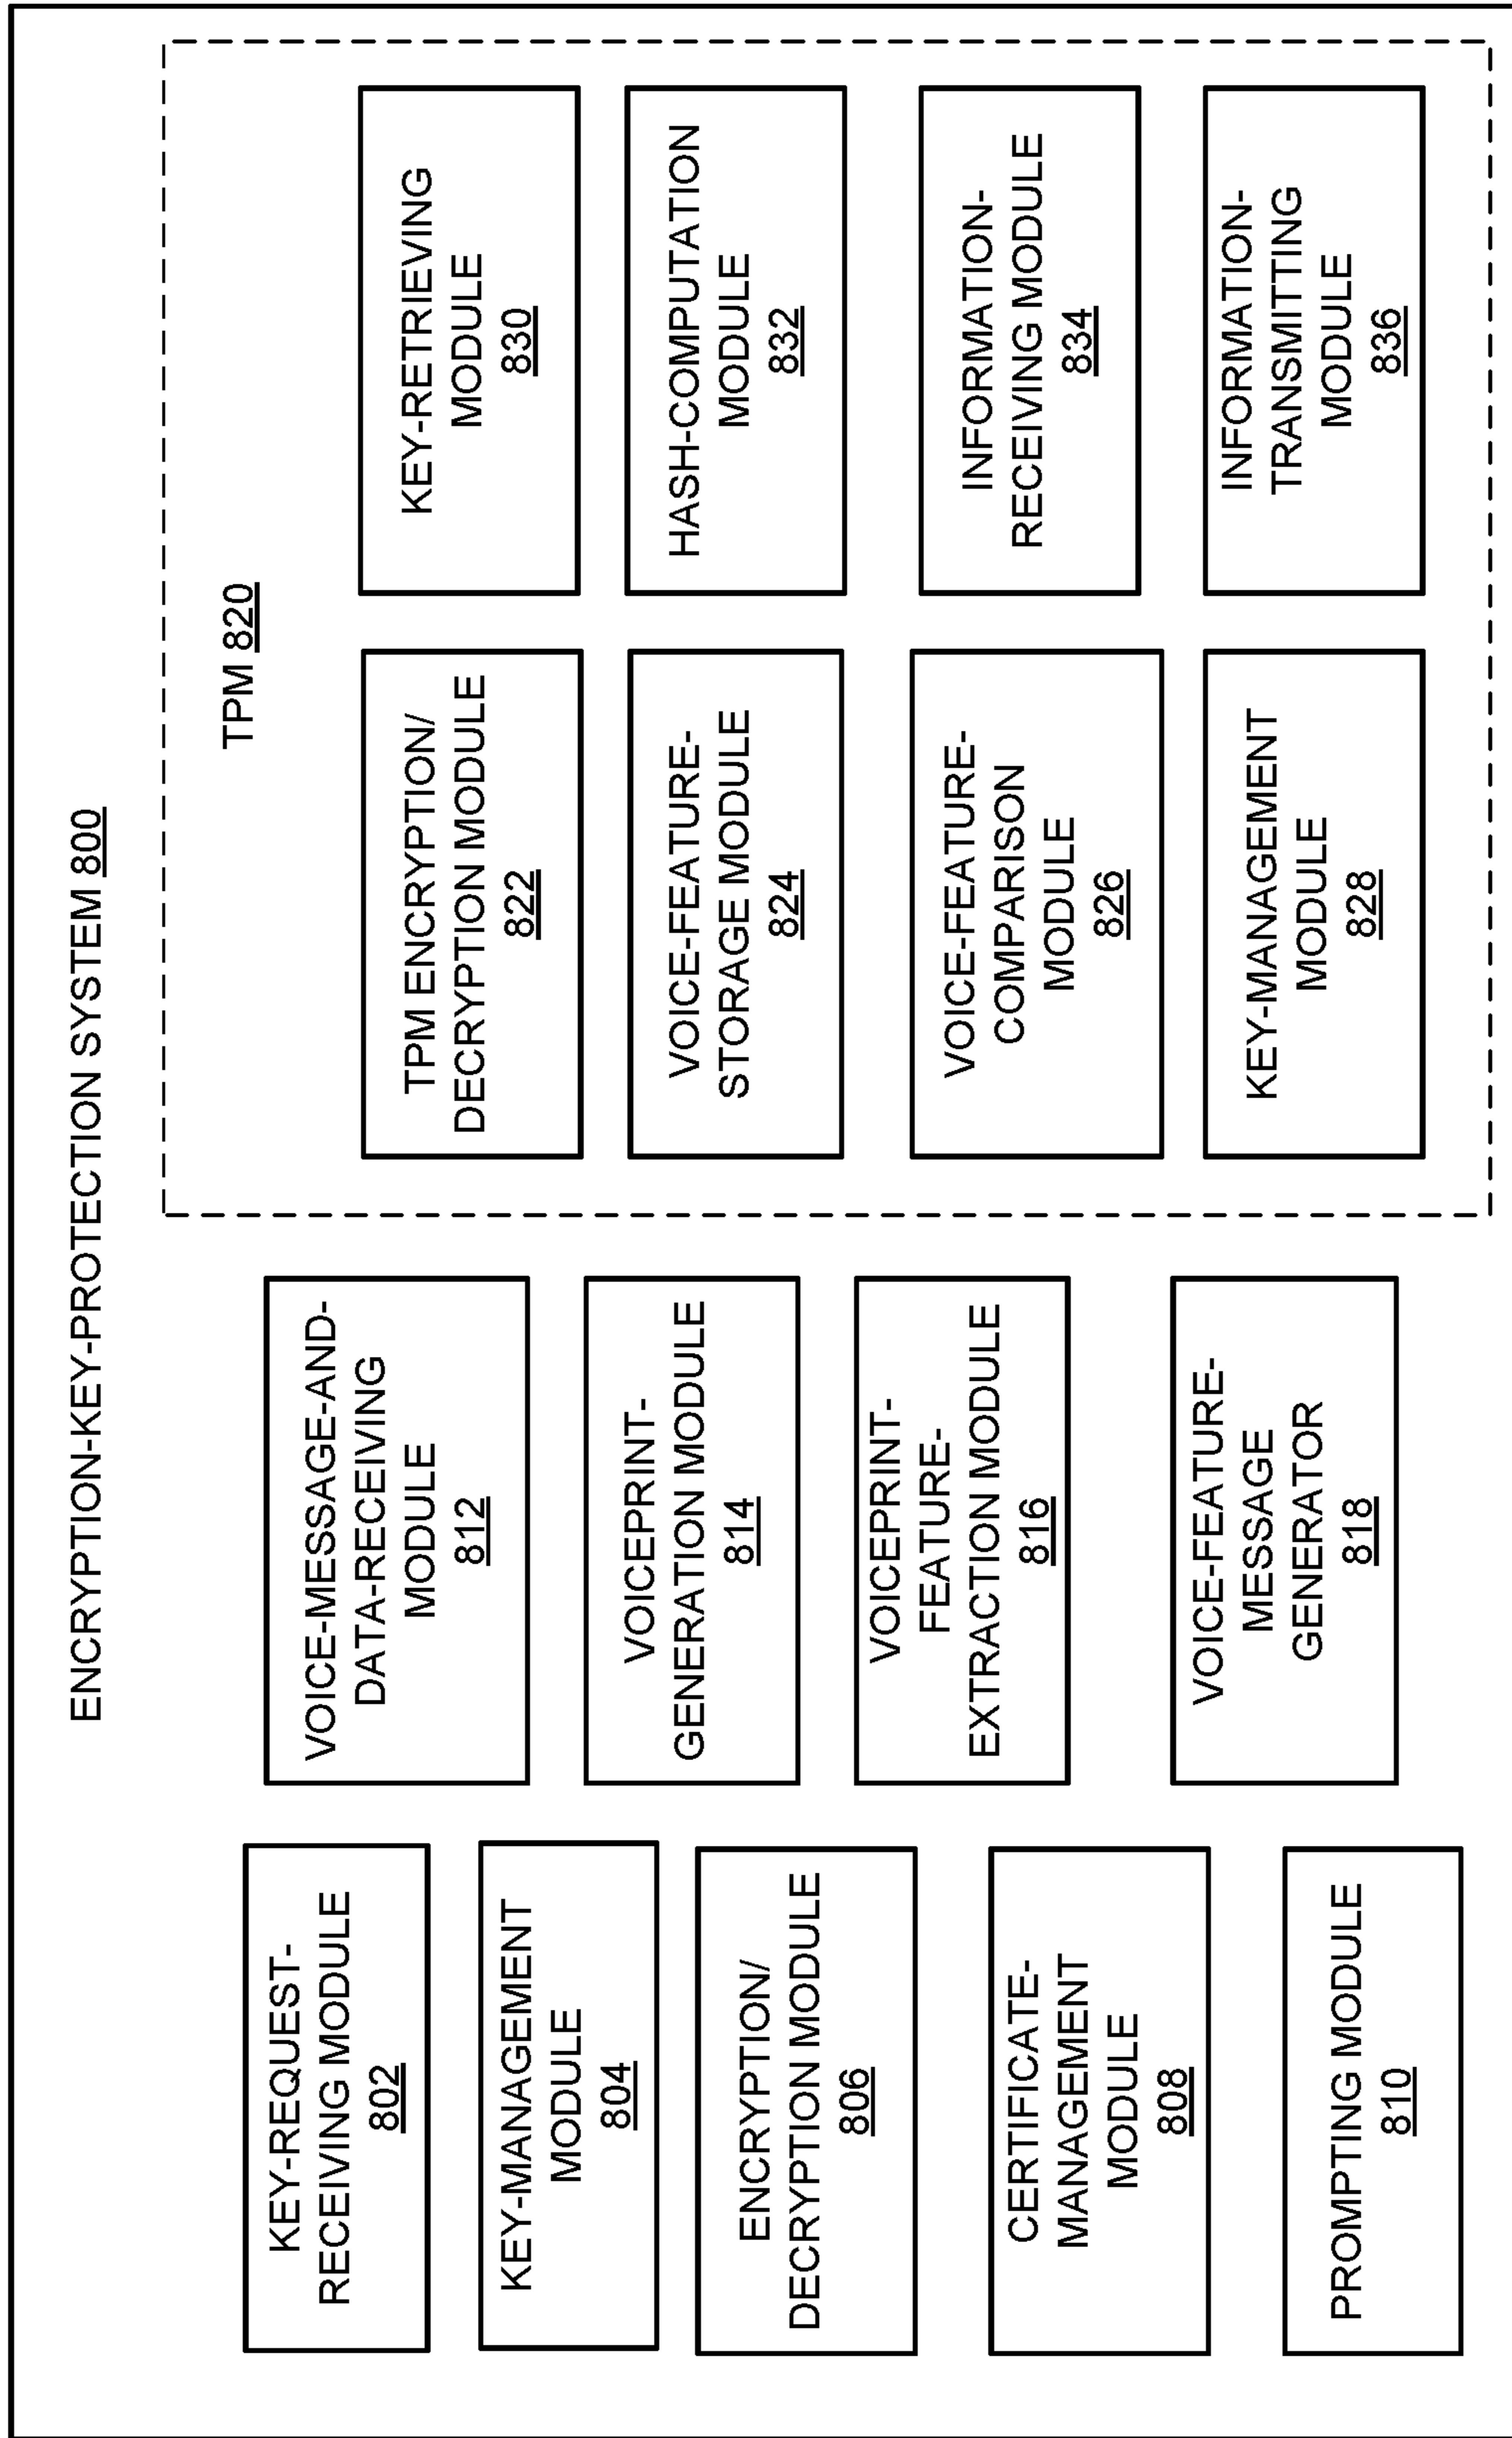 ENCRYPTION-KEY-PROTECTION SYSTEM 800
KEY-REQUEST-
RECEIVING MODULE
802
KEY-MANAGEMENT
MODULE
804
ENCRYPTION/
DECRYPTION MODULE
806
CERTIFICATE-
MANAGEMENT
MODULE
808
PROMPTING MODULE
810
VOICE-MESSAGE-AND-
DATA-RECEIVING
MODULE
812
VOICEPRINT-
GENERATION MODULE
814
VOICEPRINT-
FEATURE-
EXTRACTION MODULE
816
VOICE-FEATURE-
MESSAGE
GENERATOR
818
TPM 820
TPM ENCRYPTION/
DECRYPTION MODULE
822
VOICE-FEATURE-
STORAGE MODULE
824
VOICE-FEATURE-
COMPARISON
MODULE
826
KEY-MANAGEMENT
MODULE
828
KEY-RETRIEVING
MODULE
830
HASH-COMPUTATION
MODULE
832
INFORMATION-
RECEIVING MODULE
834
INFORMATION-
TRANSMITTING
MODULE
836